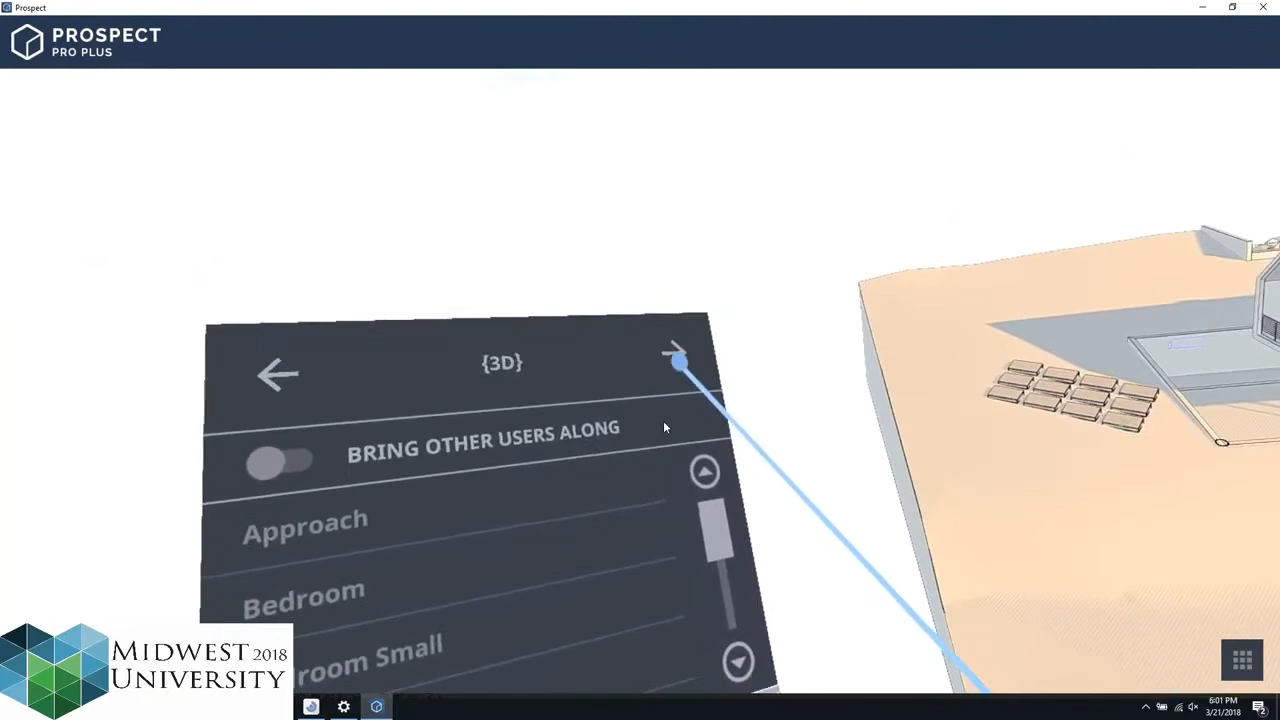 Prospect
PROSPECT
PRO PLUS
{3D}
BRING OTHER USERS ALONG
Approach
Bedroom
room Small
MIDWEST 2018
UNIVERSITY
6:01 PM
3/21/2018
2